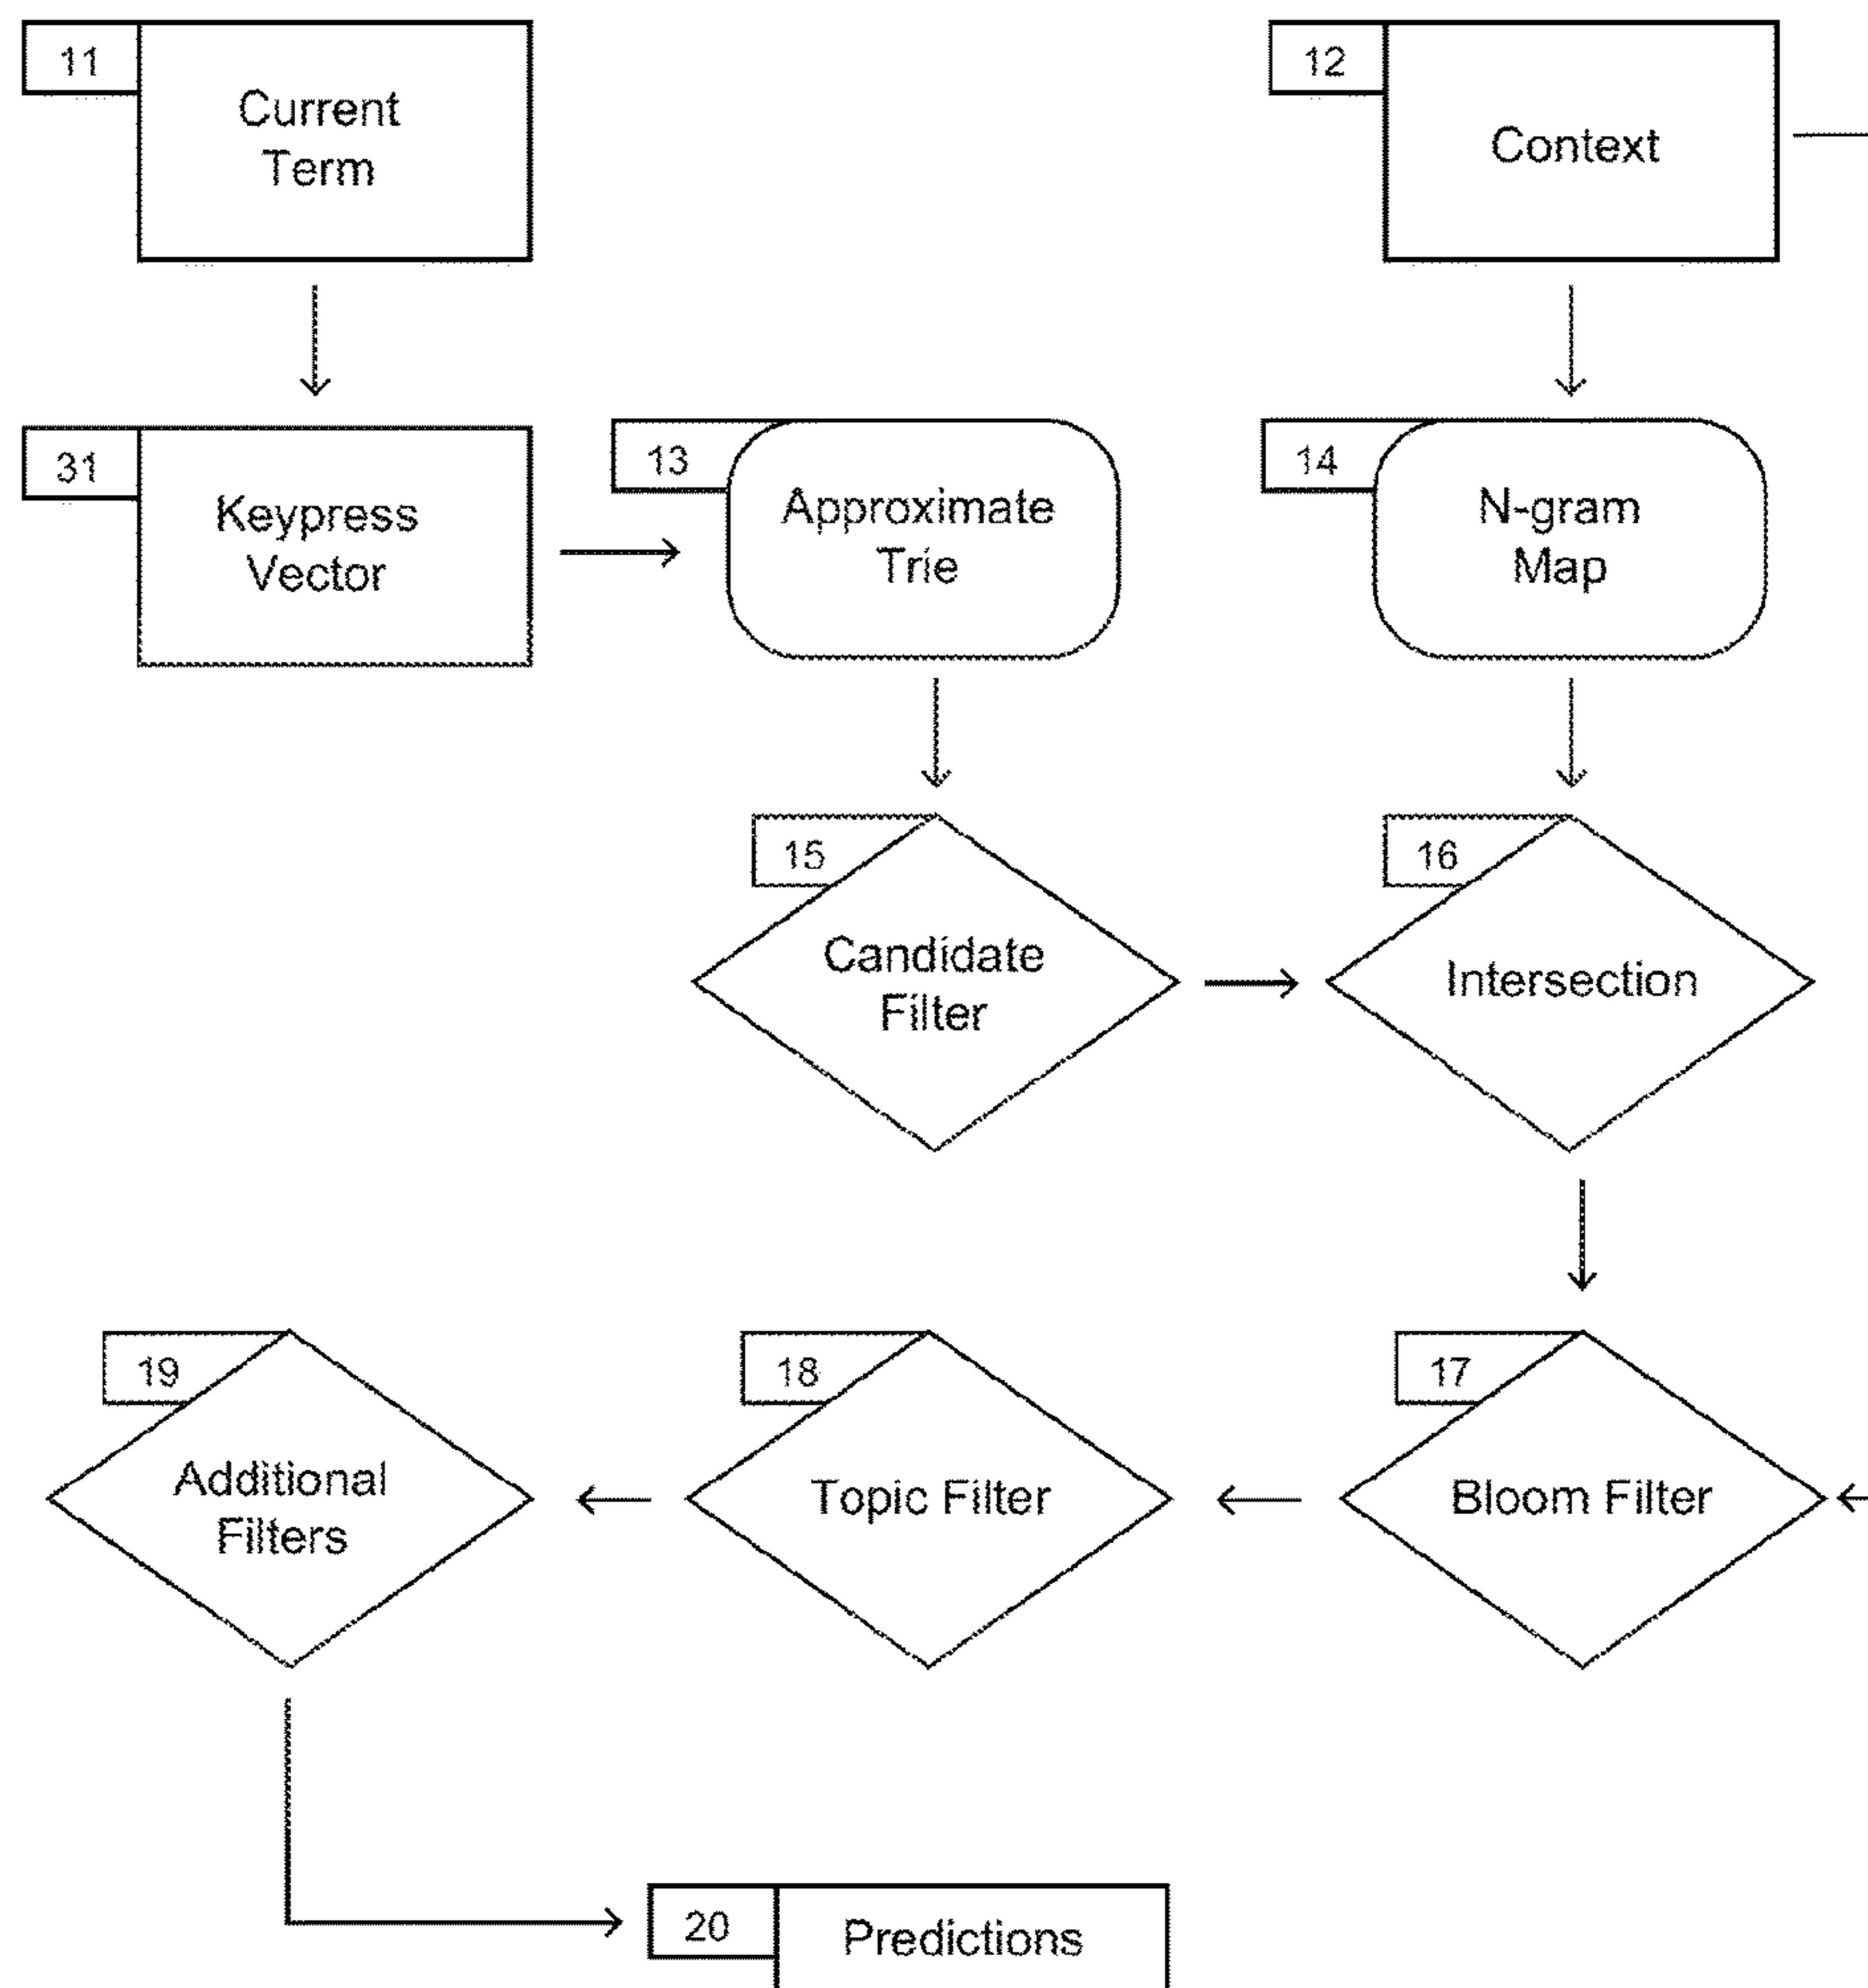 11
Current
Term
12
Context
31
Keypress
Vector
13
Approximate
Trie
14
N-gram
Map
15
Candidate
Filter
16
Intersection
19
Additional
Filters
18
Topic Filter
17
Bloom Filter
20
Predictions